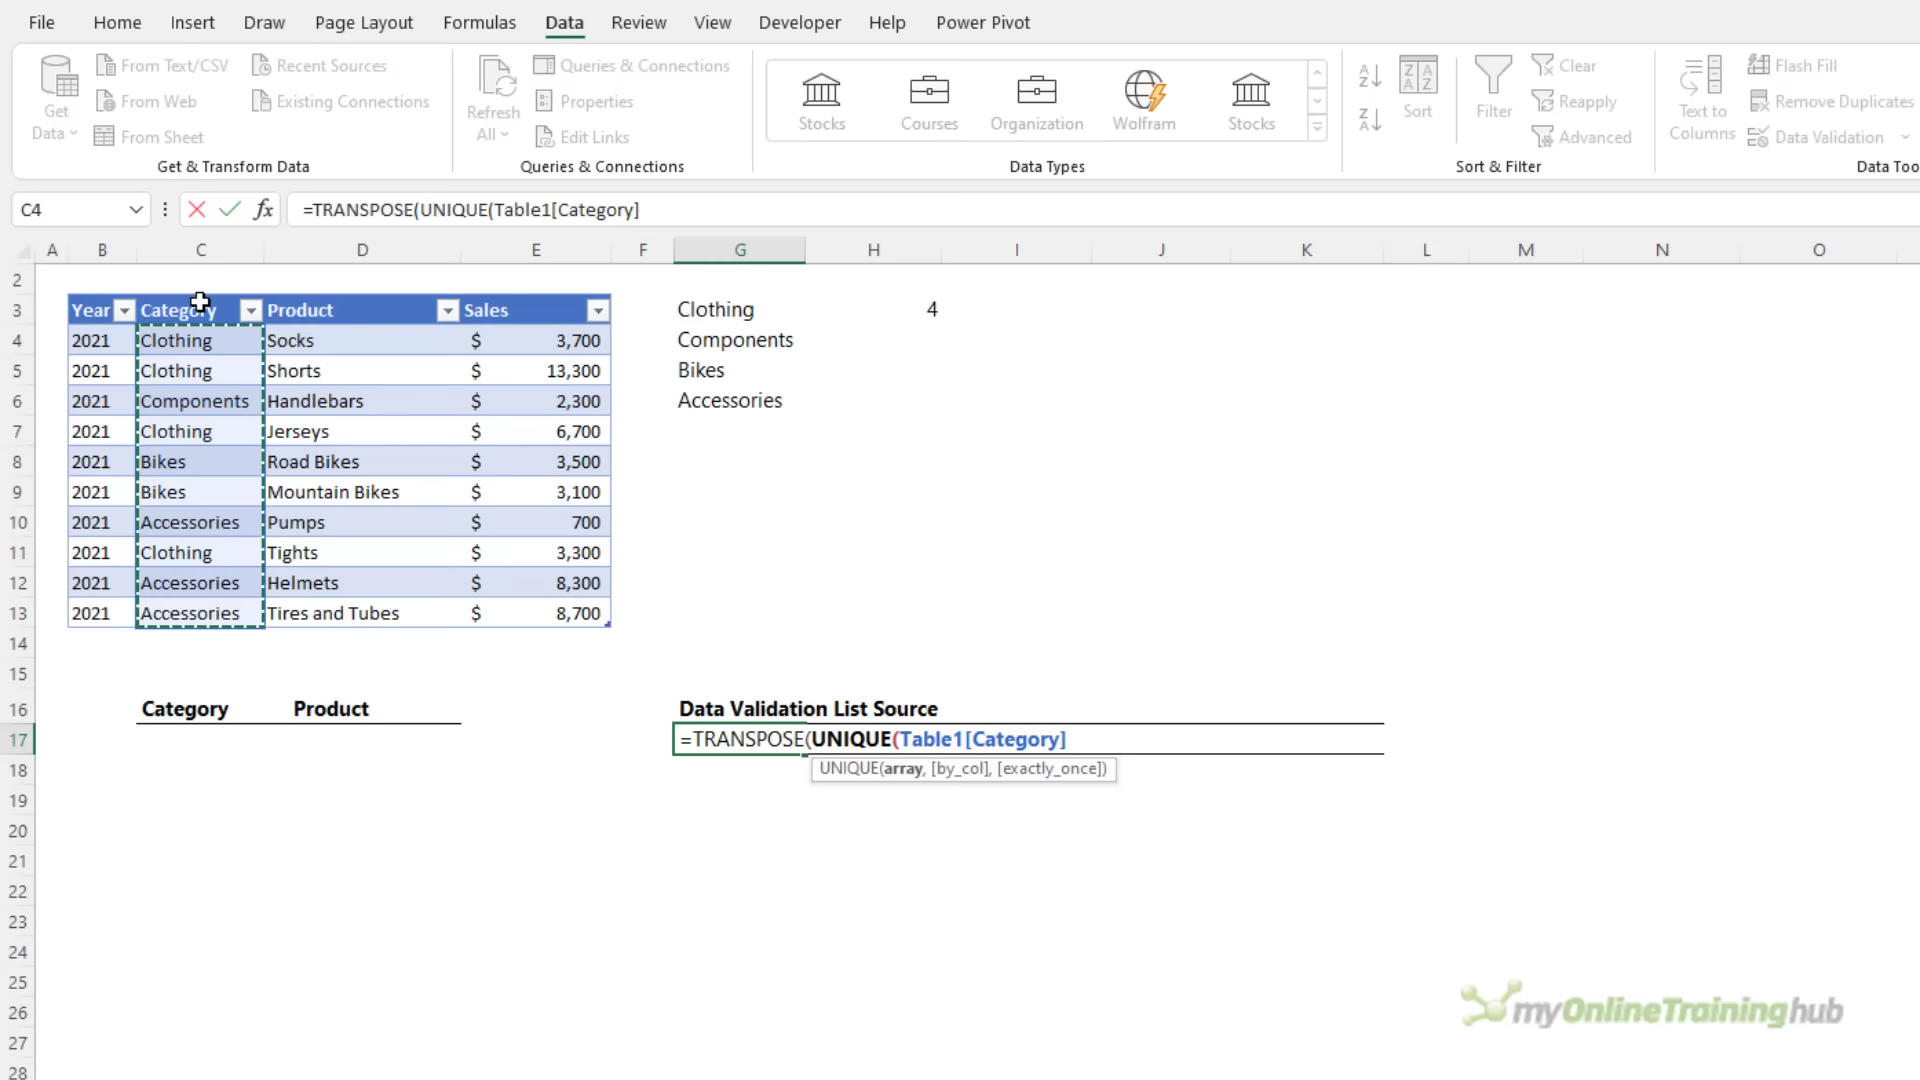 File Home Insert Draw Page Layout Formulas Data Review View Developer Help Power Pivot
Get Data
From Text/CSV
From Web
From Sheet
Recent Sources
Existing Connections
Get & Transform Data
Refresh All
Queries & Connections
Properties
Edit Links
Queries & Connections
Stocks Courses Organization Wolfram Stocks
Data Types
Sort
Filter
Clear
Reapply
Advanced
Sort & Filter
Text to Columns
Flash Fill
Remove Duplicates
Data Validation
Data Too
C4 fx =TRANSPOSE(UNIQUE(Table1[Category]
A B C D E F G H I J K L M N O
2
3 Year Category Product Sales Clothing 4
4 2021 Clothing Socks $ 3,700 Components
5 2021 Clothing Shorts $ 13,300 Bikes
6 2021 Components Handlebars $ 2,300 Accessories
7 2021 Clothing Jerseys $ 6,700
8 2021 Bikes Road Bikes $ 3,500
9 2021 Bikes Mountain Bikes $ 3,100
10 2021 Accessories Pumps $ 700
11 2021 Clothing Tights $ 3,300
12 2021 Accessories Helmets $ 8,300
13 2021 Accessories Tires and Tubes $ 8,700
14
15
16 Category Product Data Validation List Source
17 =TRANSPOSE(UNIQUE(Table1[Category]
18 UNIQUE(array, [by_col], [exactly_once])
19
20
21
22
23
24
25
26 myOnlineTraininghub
27
28